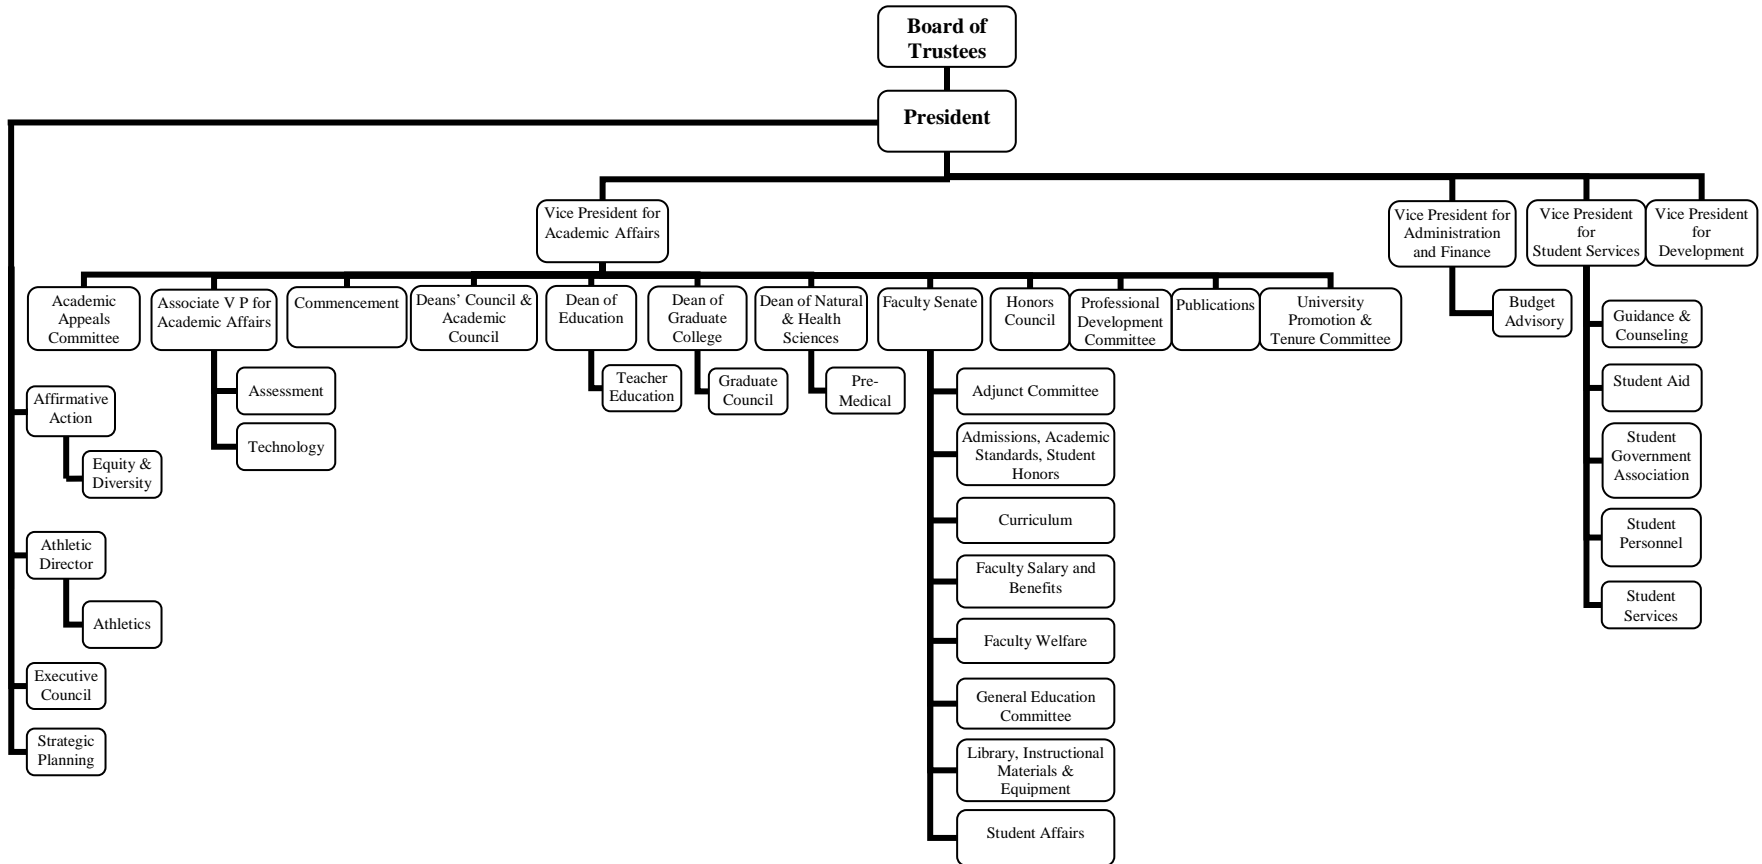 Board of
Trustees
President
Vice President for
Academic Affairs
Vice President for
Administration
and Finance
Vice President
for
Student Services
Vice President
for
Development
Academic
Appeals
Committee
Associate V P for
Academic Affairs
Commencement
Deans’ Council &
Academic
Council
Dean of
Education
Dean of
Graduate
College
Dean of Natural
& Health
Sciences
Faculty Senate
Honors
Council
Professional
Development
Committee
Publications
University
Promotion &
Tenure Committee
Budget
Advisory
Guidance &
Counseling
Student Aid
Student
Government
Association
Student
Personnel
Student
Services
Affirmative
Action
Equity &
Diversity
Athletic
Director
Athletics
Executive
Council
Strategic
Planning
Assessment
Technology
Teacher
Education
Graduate
Council
Pre-
Medical
Adjunct Committee
Admissions, Academic
Standards, Student
Honors
Curriculum
Faculty Salary and
Benefits
Faculty Welfare
General Education
Committee
Library, Instructional
Materials &
Equipment
Student Affairs